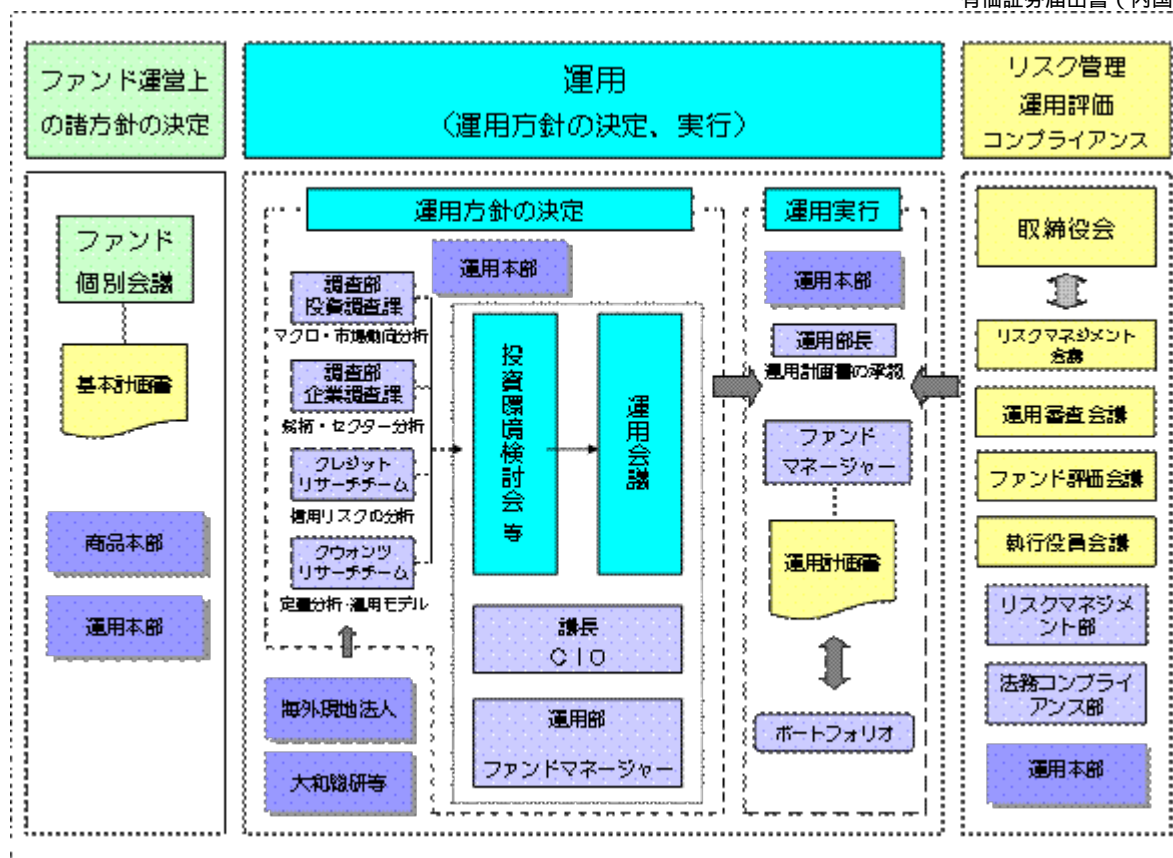 有価証券届出書（内国
ファンド運営上
の諸方針の決定
運用
（運用方針の決定、実行）
リスク管理
運用評価
コンプライアンス
ファンド
個別会議
基本計画書
商品本部
運用本部
運用方針の決定
運用本部
調査部
投資調査課
マクロ・市場動向分析
調査部
企業調査課
銘柄・セクター分析
クレジット
リサーチチーム
信用リスクの分析
クウォンツ
リサーチチーム
定量分析・運用モデル
海外現地法人
大和総研等
投資環境検討会 等
運用会議
議長
ＣＩＯ
運用部
ファンドマネージャー
運用実行
運用本部
運用部長
運用計画書の承認
ファンド
マネージャー
運用計画書
ポートフォリオ
取締役会
リスクマネジメント
会議
運用審査会議
ファンド評価会議
執行役員会議
リスクマネジメ
ント部
法務コンプライ
アンス部
運用本部